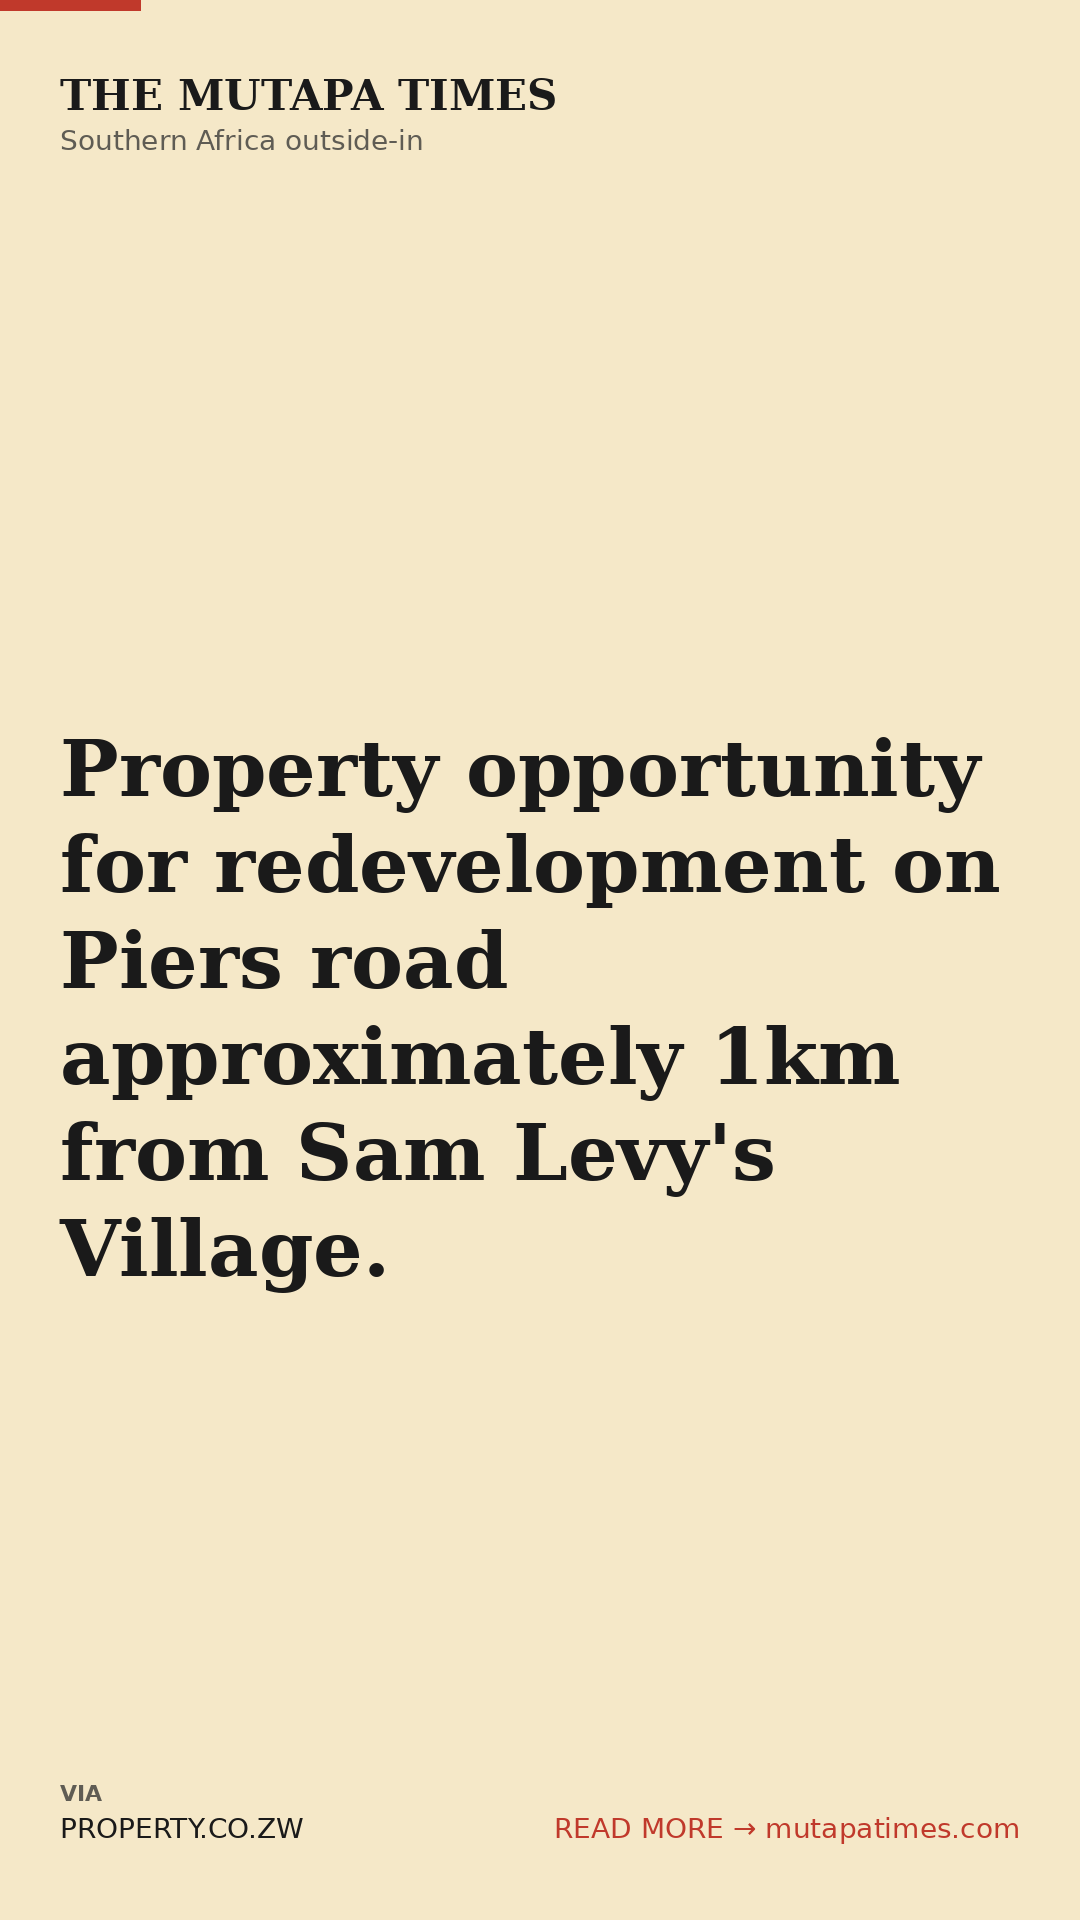 THE MUTAPA TIMES
Southern Africa outside-in
Property opportunity
for redevelopment on
Piers road
approximately 1km
from Sam Levy's
Village.
VIA
PROPERTY.CO.ZW
READ MORE → mutapatimes.com